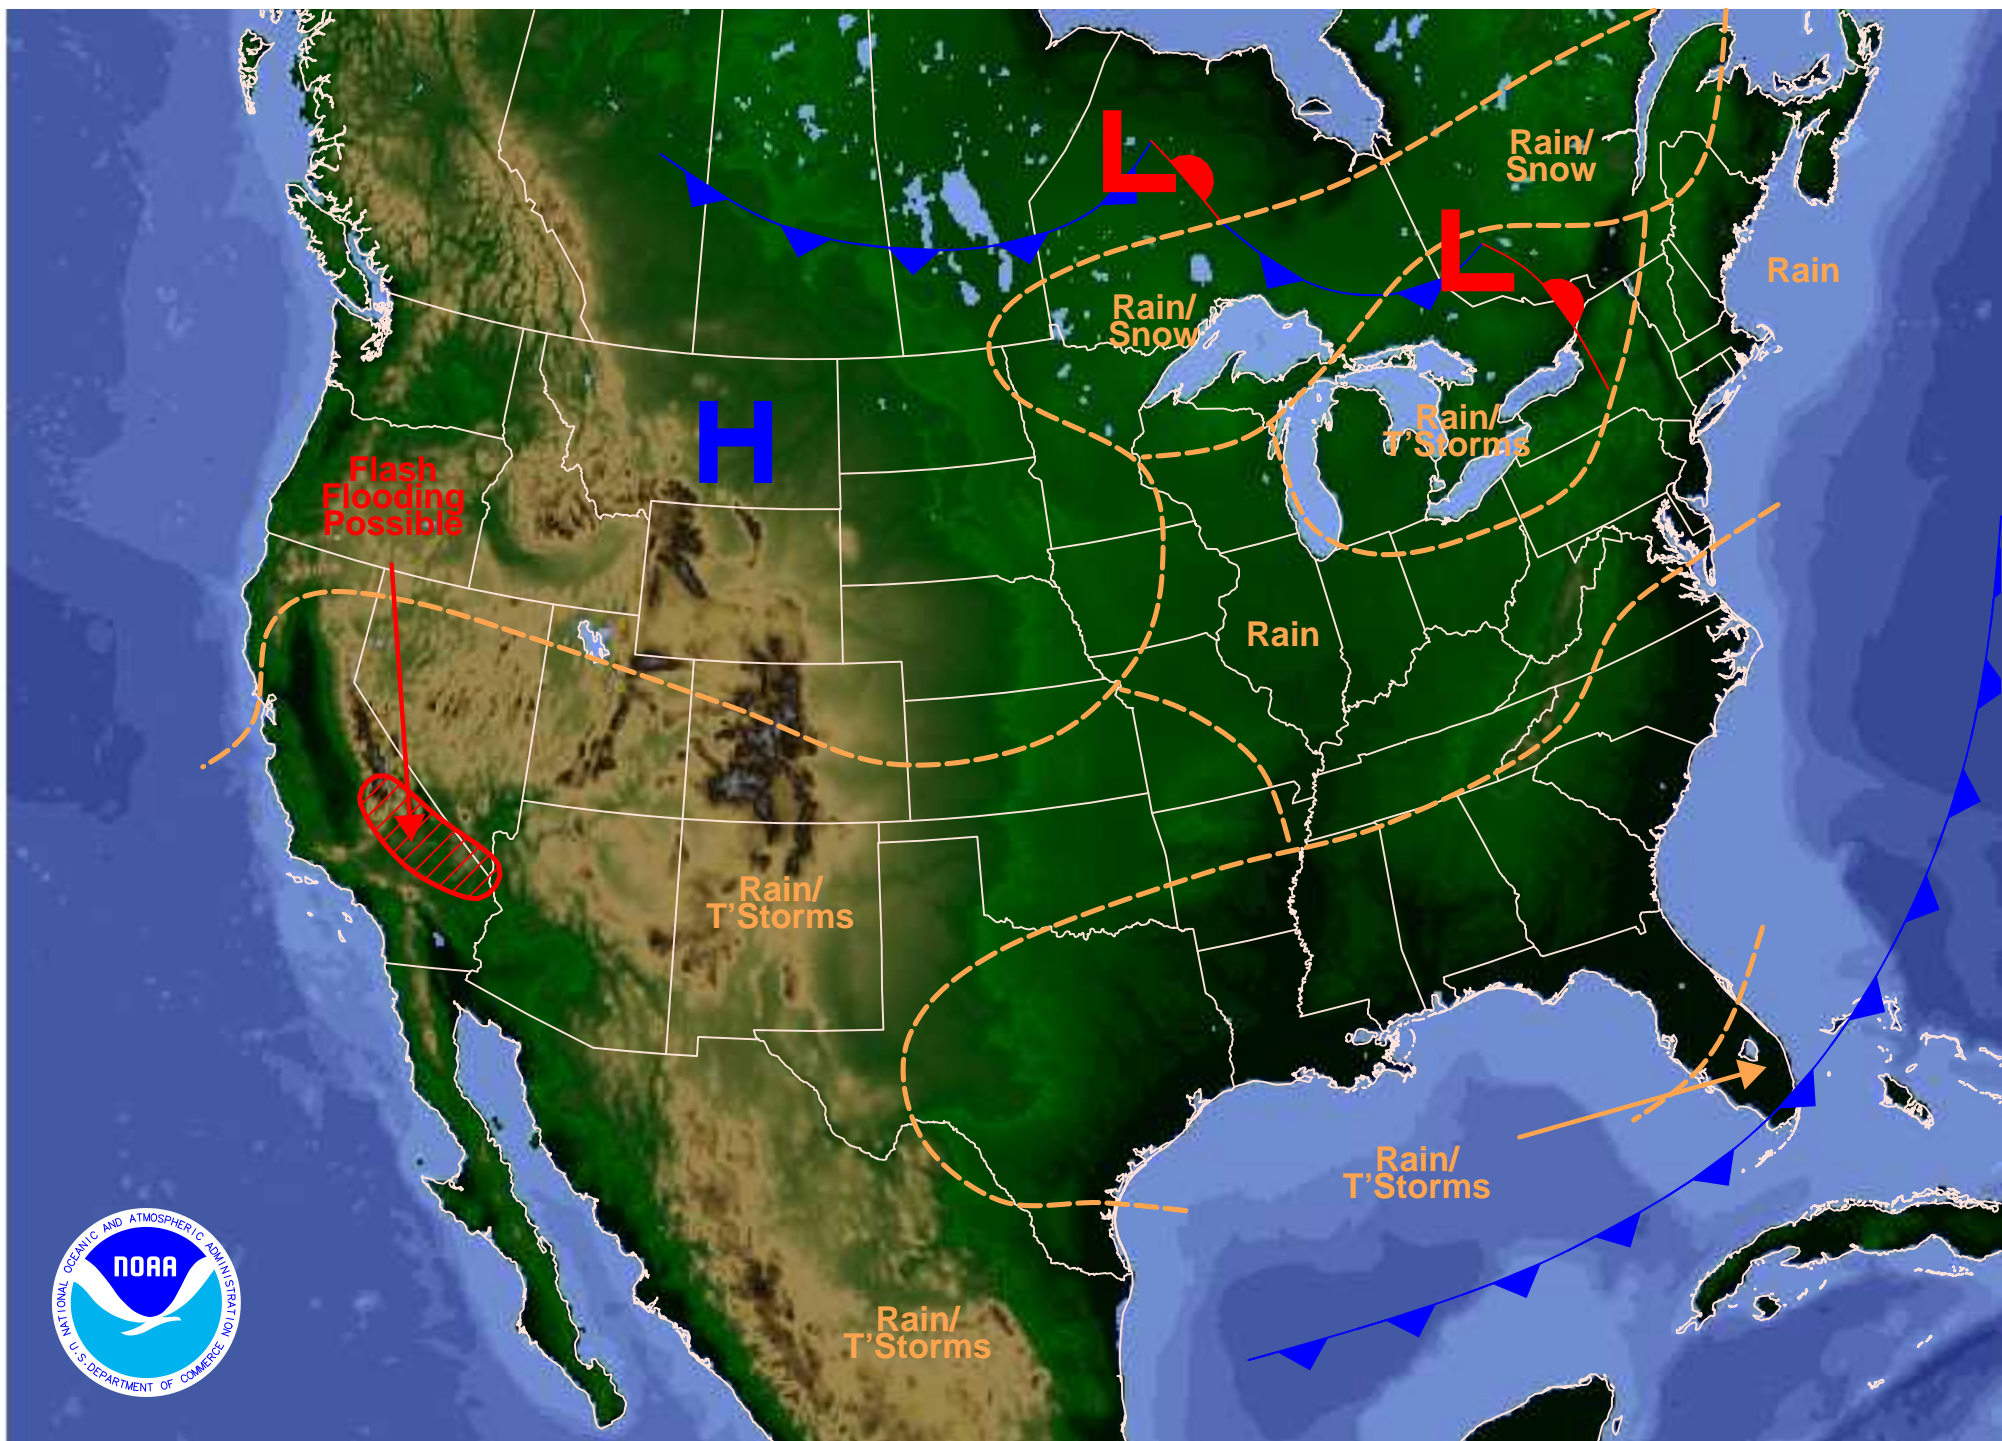 L
Rain/
Snow
L
Rain
Rain/
Snow
H
Rain/
T'Storms
Flash
Flooding
Possible
Rain
Rain/
T'Storms
Rain/
T'Storms
Rain/
T'Storms
NATIONAL OCEANIC AND ATMOSPHERIC ADMINISTRATION
NOAA
U.S. DEPARTMENT OF COMMERCE